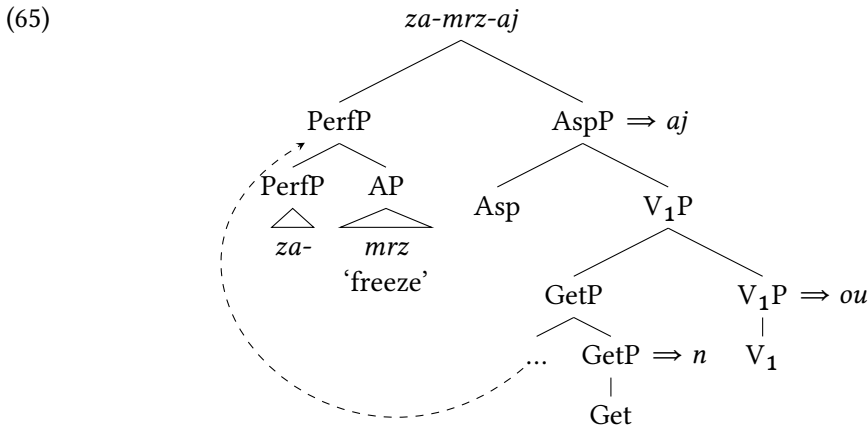 (65)
za-mrz-aj
PerfP AspP ⇒ aj
PerfP AP Asp V₁P
za- mrz
‘freeze’ GetP V₁P ⇒ ou
... GetP ⇒ n V₁
Get